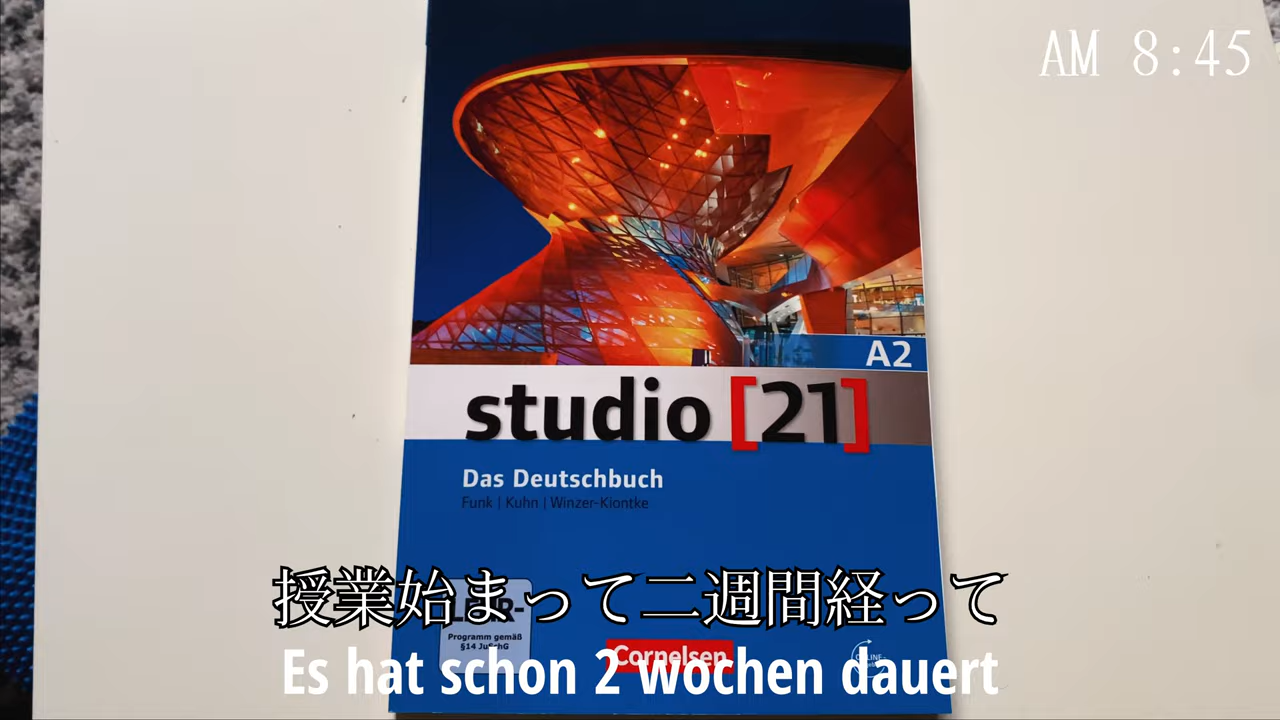 AM 8:45
A2
studio [21]
Das Deutschbuch
Funk | Kuhn | Winzer-Kiontke
授業始まって二週間経って
Programm gemäß
§14 JuSchG
Cornelsen
Es hat schon 2 wochen dauert